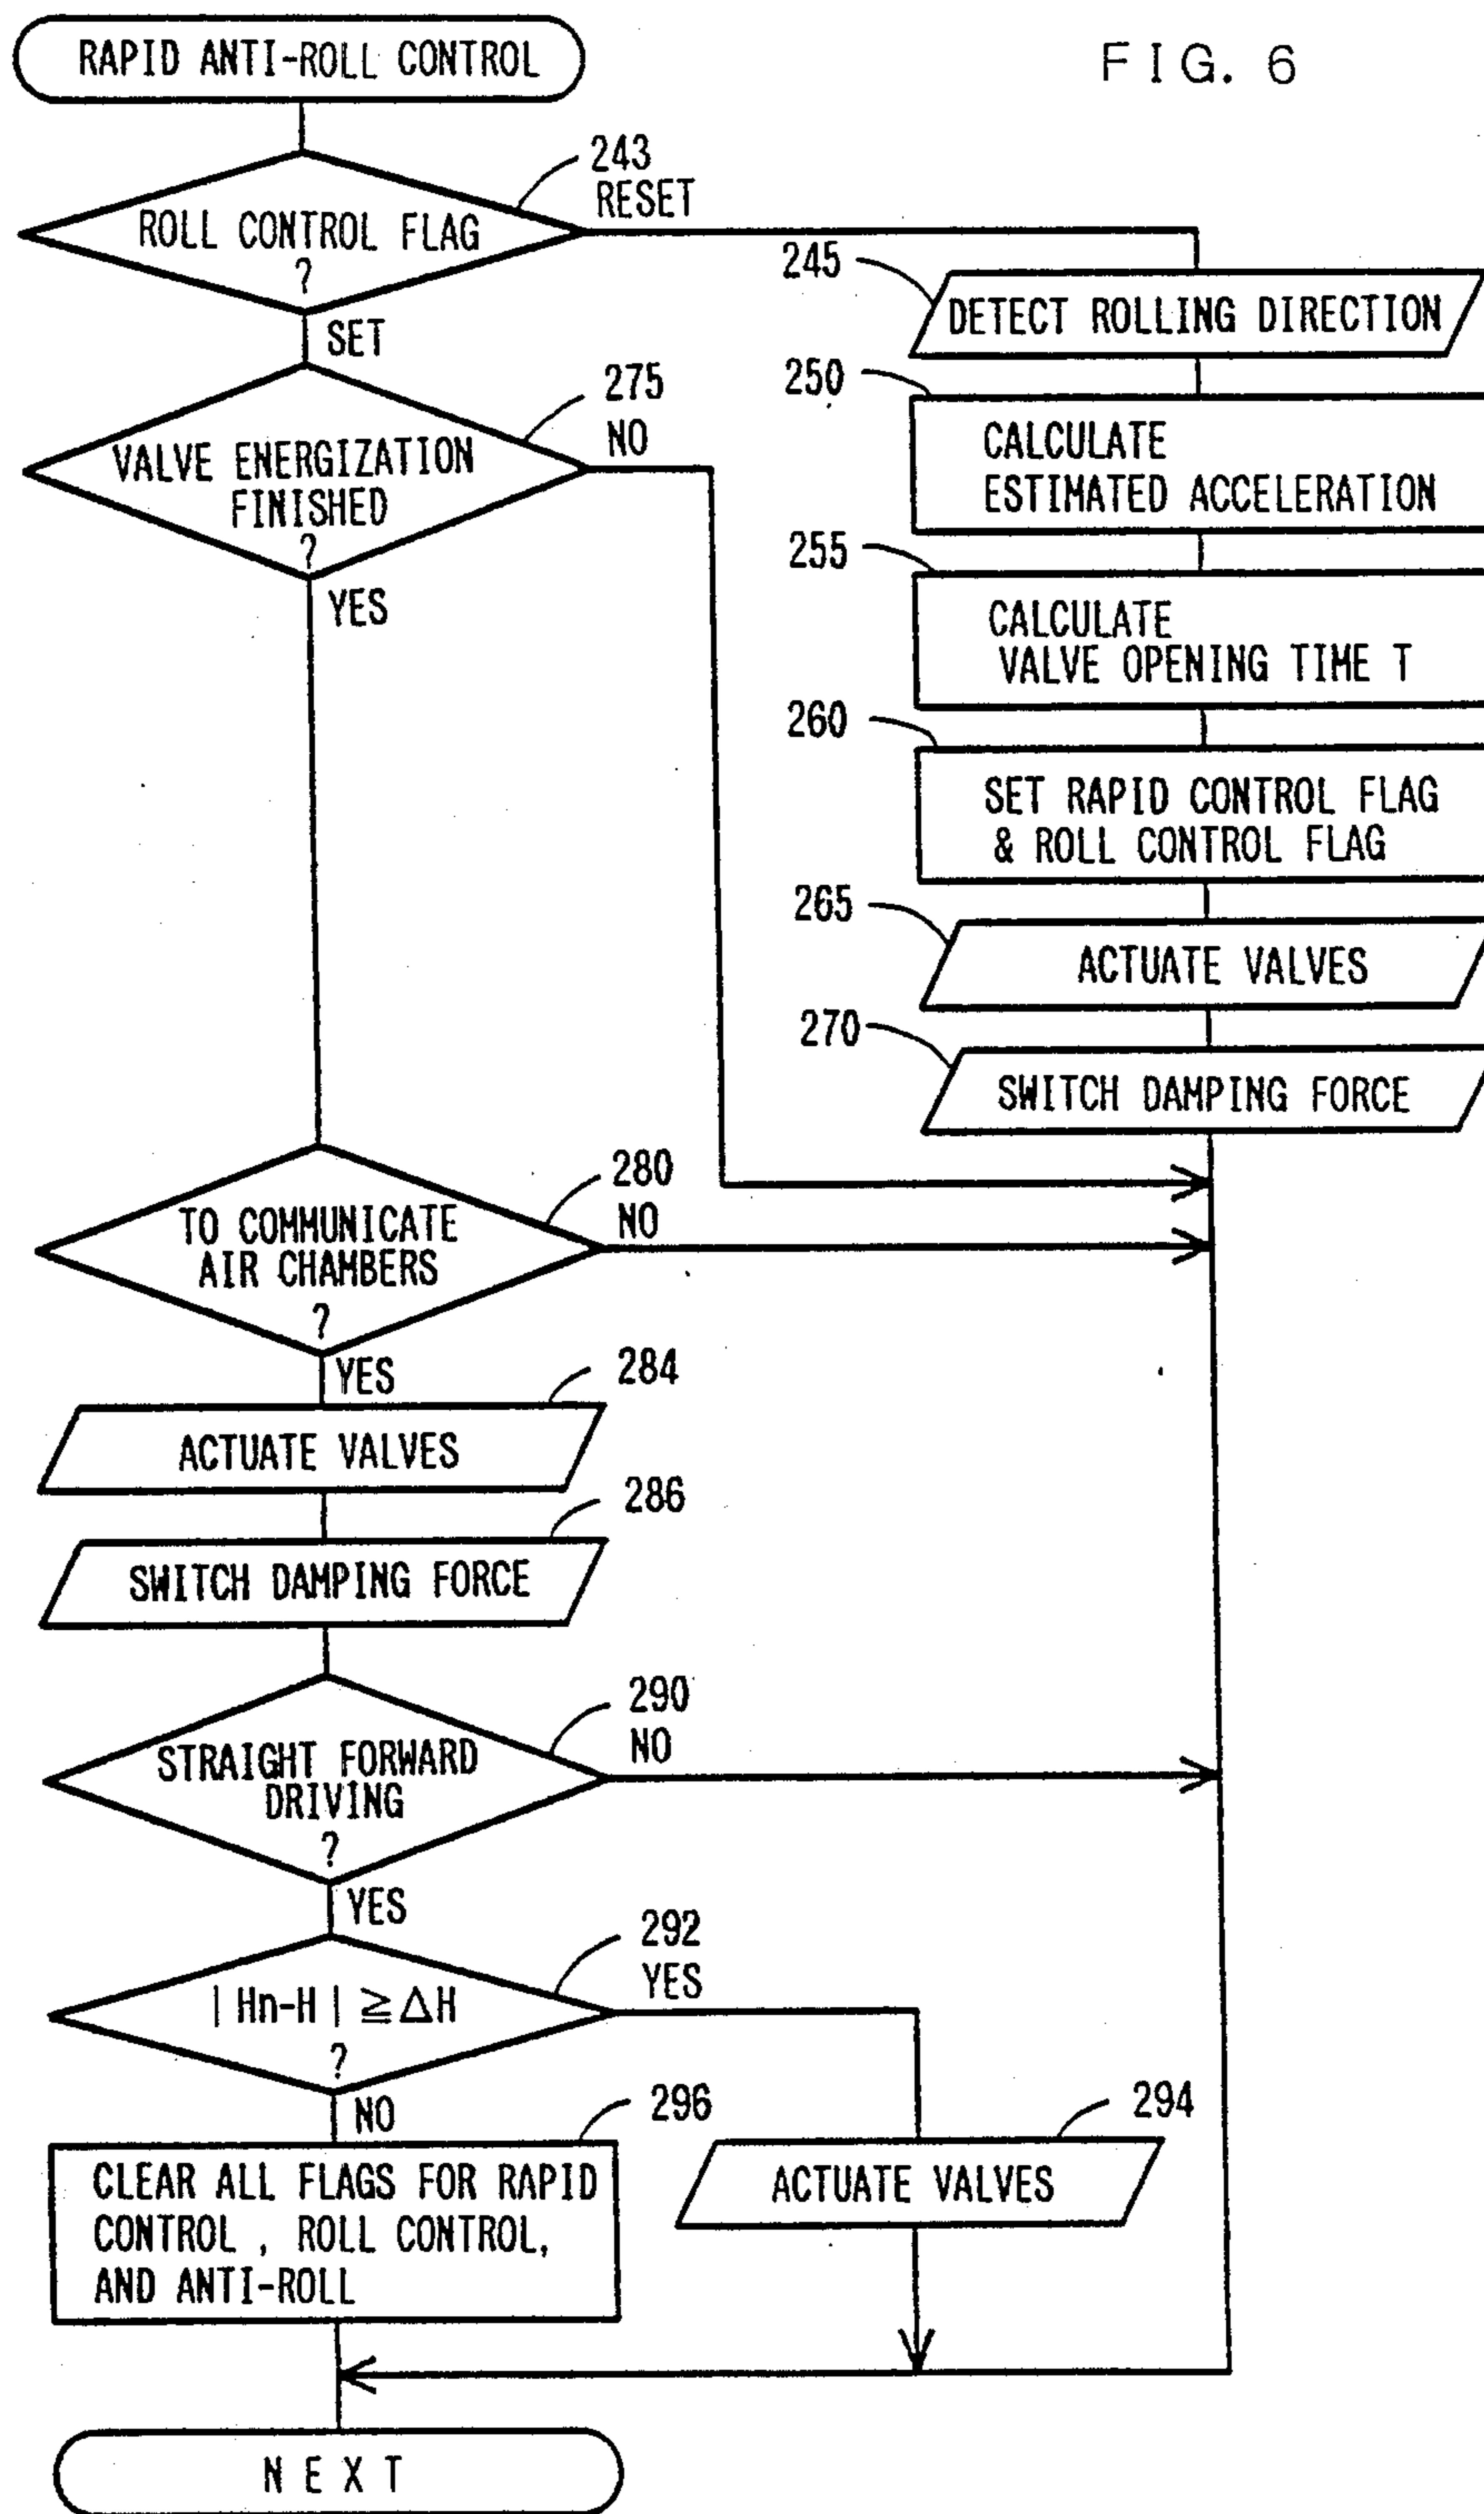 RAPID ANTI-ROLL CONTROL
FIG. 6
243
RESET
ROLL CONTROL FLAG
?
SET
245
DETECT ROLLING DIRECTION
275
NO
VALVE ENERGIZATION
FINISHED
?
YES
250
CALCULATE
ESTIMATED ACCELERATION
255
CALCULATE
VALVE OPENING TIME T
260
SET RAPID CONTROL FLAG
& ROLL CONTROL FLAG
265
ACTUATE VALVES
270
SWITCH DAMPING FORCE
280
NO
TO COMMUNICATE
AIR CHAMBERS
?
YES
284
ACTUATE VALVES
286
SWITCH DAMPING FORCE
290
NO
STRAIGHT FORWARD
DRIVING
?
YES
292
YES
| Hn-H | ≧ ΔH
?
NO
296
CLEAR ALL FLAGS FOR RAPID
CONTROL , ROLL CONTROL,
AND ANTI-ROLL
294
ACTUATE VALVES
NEXT